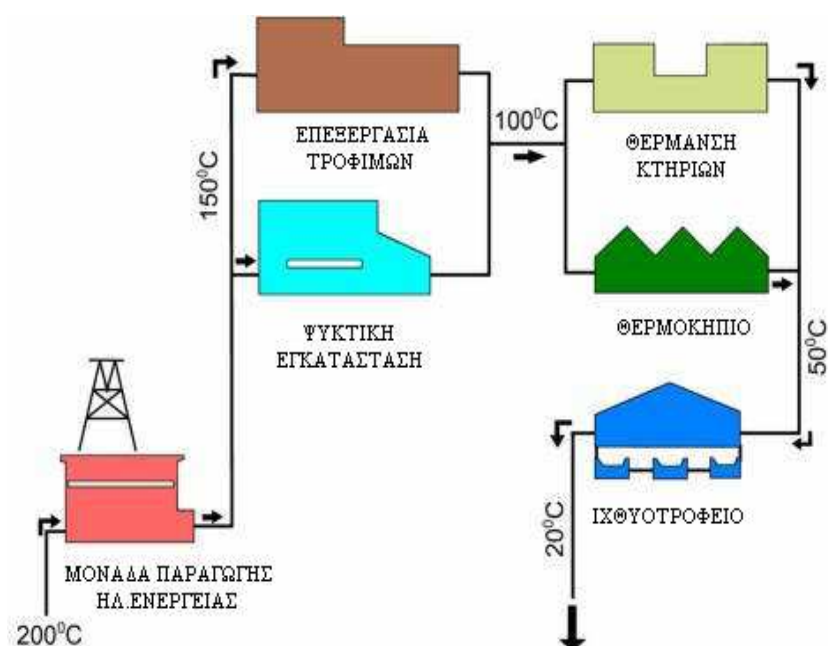 ΕΠΕΞΕΡΓΑΣΙΑ
ΤΡΟΦΙΜΩΝ
150⁰C
100⁰C
ΘΕΡΜΑΝΣΗ
ΚΤΗΡΙΩΝ
ΨΥΚΤΙΚΗ
ΕΓΚΑΤΑΣΤΑΣΗ
ΘΕΡΜΟΚΗΠΙΟ
50⁰C
ΙΧΘΥΟΤΡΟΦΕΙΟ
20⁰C
ΜΟΝΑΔΑ ΠΑΡΑΓΩΓΗΣ
ΗΛ.ΕΝΕΡΓΕΙΑΣ
200⁰C